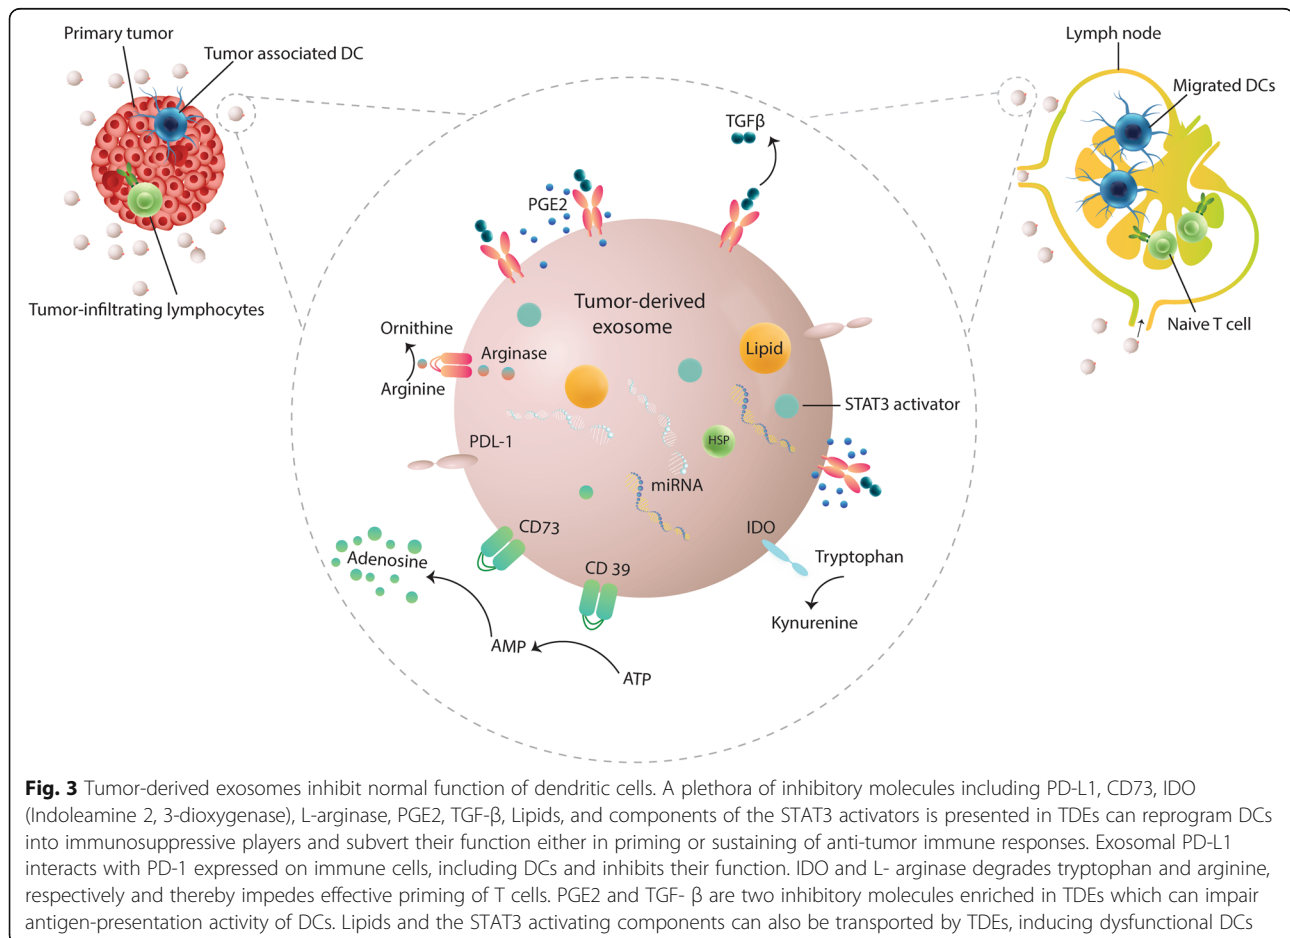 Primary tumor
Tumor associated DC
Tumor-infiltrating lymphocytes
Lymph node
Migrated DCs
Naive T cell
TGFβ
PGE2
Tumor-derived
exosome
Ornithine
Arginase
Arginine
Lipid
STAT3 activator
PDL-1
HSP
miRNA
CD73
IDO
Tryptophan
Adenosine
CD 39
Kynurenine
AMP
ATP
Fig. 3 Tumor-derived exosomes inhibit normal function of dendritic cells. A plethora of inhibitory molecules including PD-L1, CD73, IDO
(Indoleamine 2, 3-dioxygenase), L-arginase, PGE2, TGF-β, Lipids, and components of the STAT3 activators is presented in TDEs can reprogram DCs
into immunosuppressive players and subvert their function either in priming or sustaining of anti-tumor immune responses. Exosomal PD-L1
interacts with PD-1 expressed on immune cells, including DCs and inhibits their function. IDO and L- arginase degrades tryptophan and arginine,
respectively and thereby impedes effective priming of T cells. PGE2 and TGF- β are two inhibitory molecules enriched in TDEs which can impair
antigen-presentation activity of DCs. Lipids and the STAT3 activating components can also be transported by TDEs, inducing dysfunctional DCs